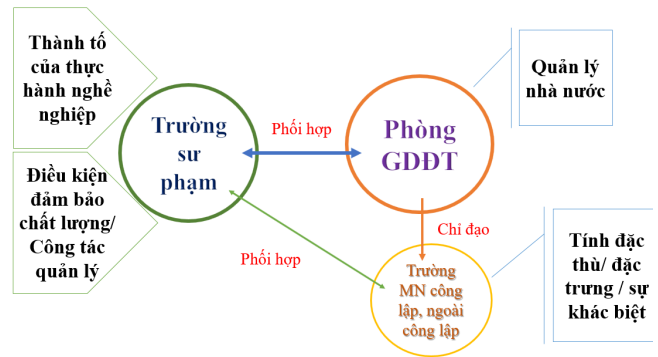 Thành tố
của thực
hành nghề
nghiệp
Điều kiện
đảm bảo
chất lượng/
Công tác
quản lý
Trường
sư
phạm
Phối hợp
Phòng
GDĐT
Quản lý
nhà nước
Chỉ đạo
Phối hợp
Trường
MN công
lập, ngoài
công lập
Tính đặc
thù/ đặc
trưng / sự
khác biệt